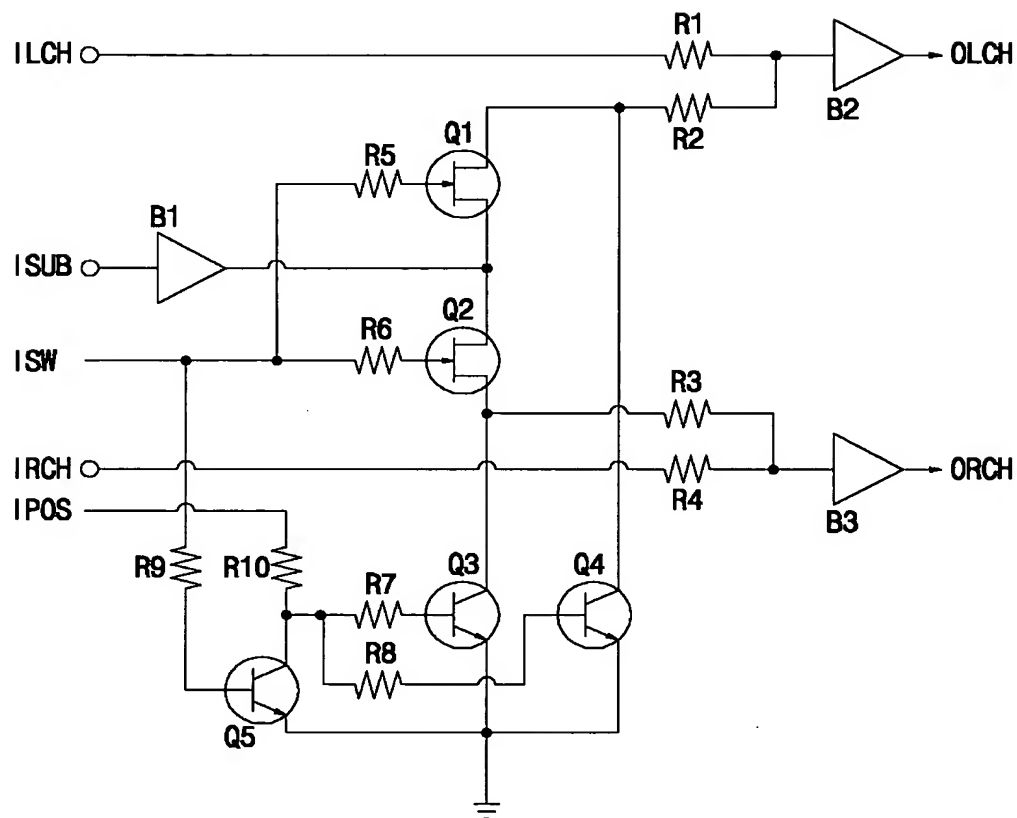 R1
ILCH
OLCH
B2
R2
Q1
R5
B1
ISUB
Q2
R6
ISW
R3
IRCH
ORCH
R4
B3
IPOS
R9
R10
Q3
Q4
R7
R8
Q5